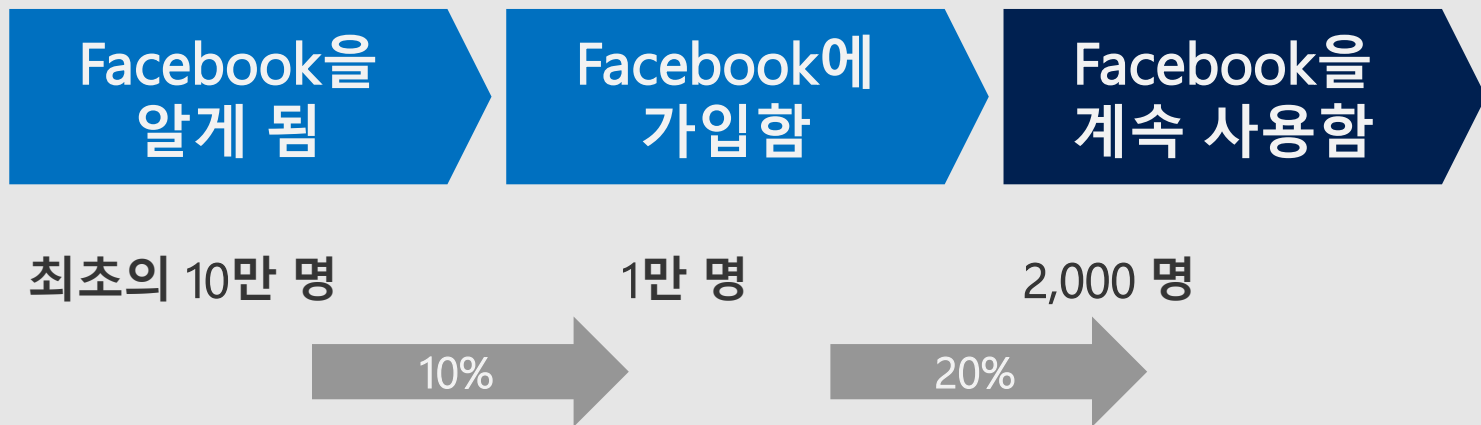 Facebook을
알게 됨
Facebook에
가입함
Facebook을
계속 사용함
최초의 10만 명
1만 명
2,000 명
10%
20%